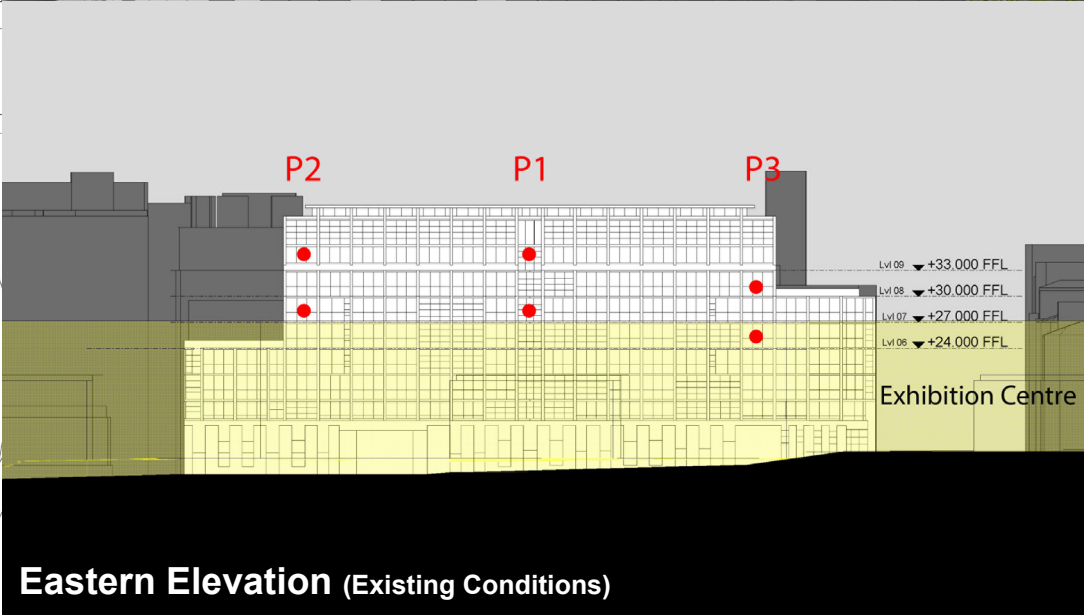 P2 P1 P3
Lvl 09 +33.000 FFL
Lvl 08 +30.000 FFL
Lvl 07 +27.000 FFL
Lvl 06 +24.000 FFL
Exhibition Centre
Eastern Elevation (Existing Conditions)